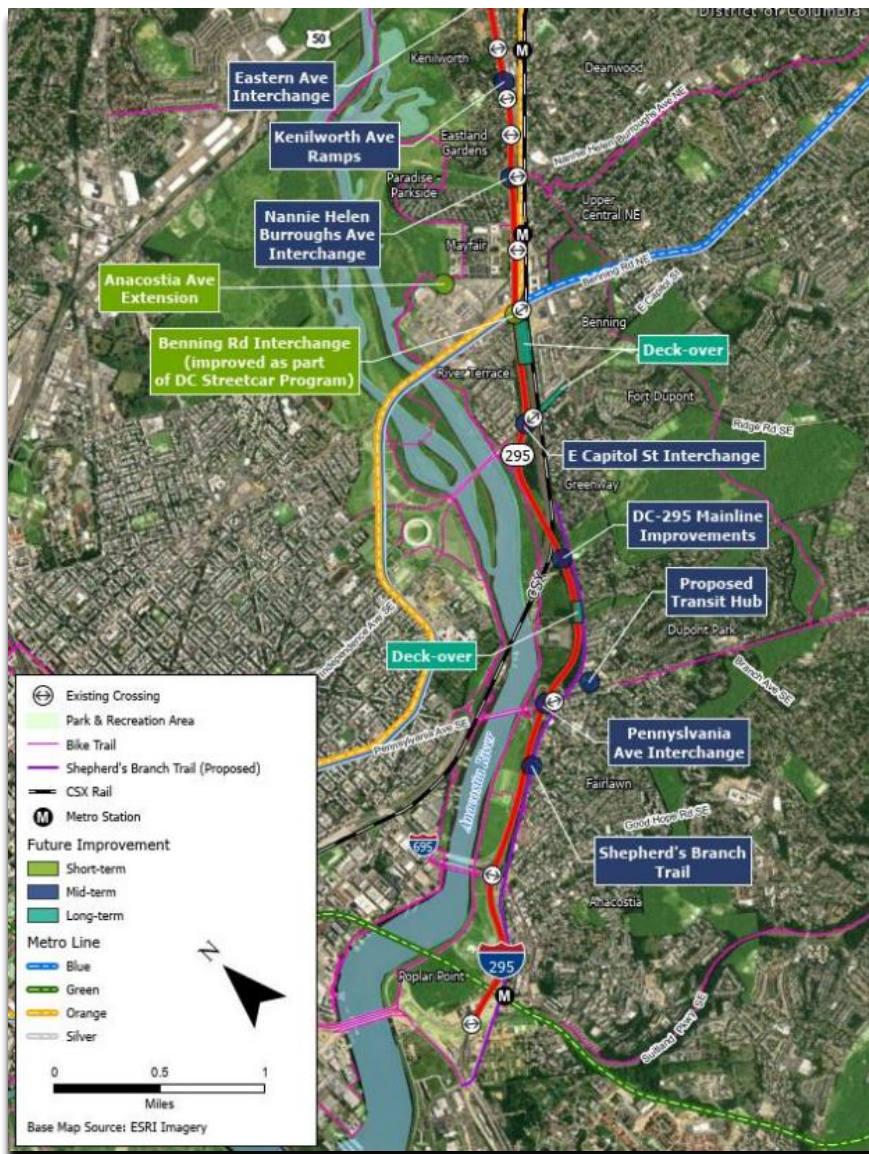 District of Columbia
50
Kenilworth
M
Deanwood
Eastern Ave
Interchange
Kenilworth Ave
Ramps
Eastland
Gardens
Nannie Helen Burroughs Ave NE
Paradise -
Parkside
Upper
Central NE
Nannie Helen
Burroughs Ave
Interchange
M
Mayfair
Anacostia Ave
Extension
Benning Rd NE
E Capitol St
Benning
Benning Rd Interchange
(improved as part
of DC Streetcar Program)
Deck-over
River Terrace
Fort Dupont
Ridge Rd SE
295
E Capitol St Interchange
Greenway
DC-295 Mainline
Improvements
CSX
Proposed
Transit Hub
Dupont Park
Independence Ave SE
Deck-over
Branch Ave SE
Pennsylvania Ave SE
Pennyslvania
Ave Interchange
Anacostia River
Fairlawn
Good Hope Rd SE
695
Shepherd's Branch
Trail
Anacostia
295
Poplar Point
M
Suitland Pkwy SE
Existing Crossing
Park & Recreation Area
Bike Trail
Shepherd's Branch Trail (Proposed)
CSX Rail
M Metro Station
Future Improvement
Short-term
Mid-term
Long-term
Metro Line
Blue
Green
Orange
Silver
N
0 0.5 1
Miles
Base Map Source: ESRI Imagery